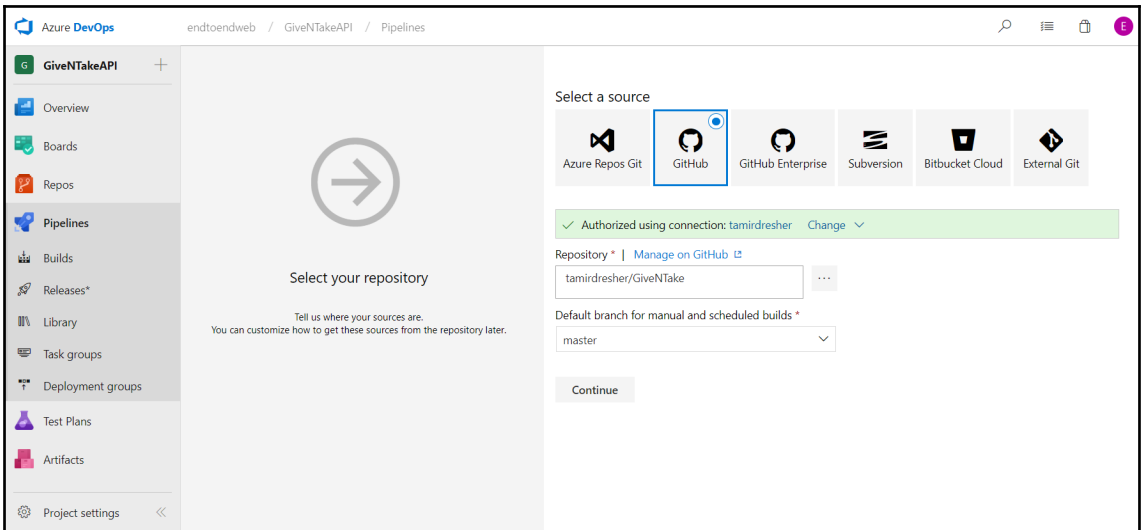 Azure DevOps
endtoendweb / GiveNTakeAPI / Pipelines
E
G
GiveNTakeAPI
Overview
Boards
Repos
Pipelines
Builds
Releases*
Library
Task groups
Deployment groups
Test Plans
Artifacts
Project settings
Select your repository
Tell us where your sources are.
You can customize how to get these sources from the repository later.
Select a source
Azure Repos Git
GitHub
GitHub Enterprise
Subversion
Bitbucket Cloud
External Git
Authorized using connection: tamirdresher Change
Repository * | Manage on GitHub
tamirdresher/GiveNTake
...
Default branch for manual and scheduled builds *
master
Continue